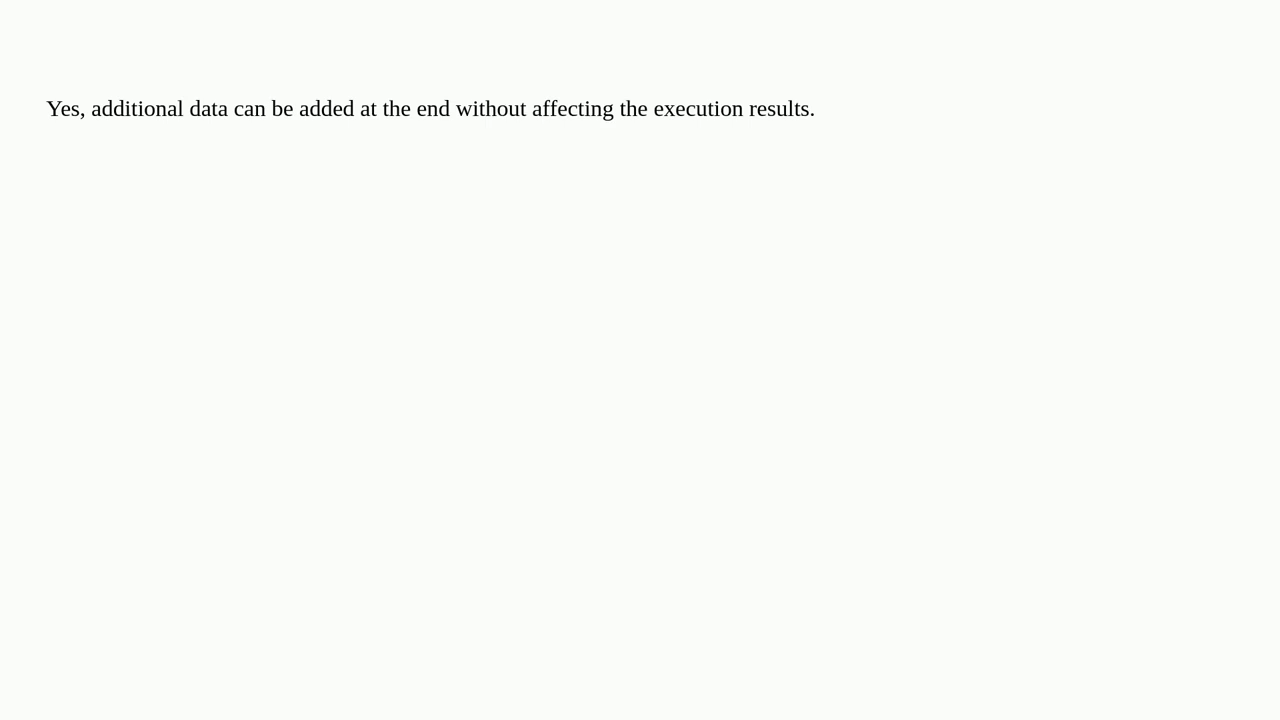 Yes, additional data can be added at the end without affecting the execution results.